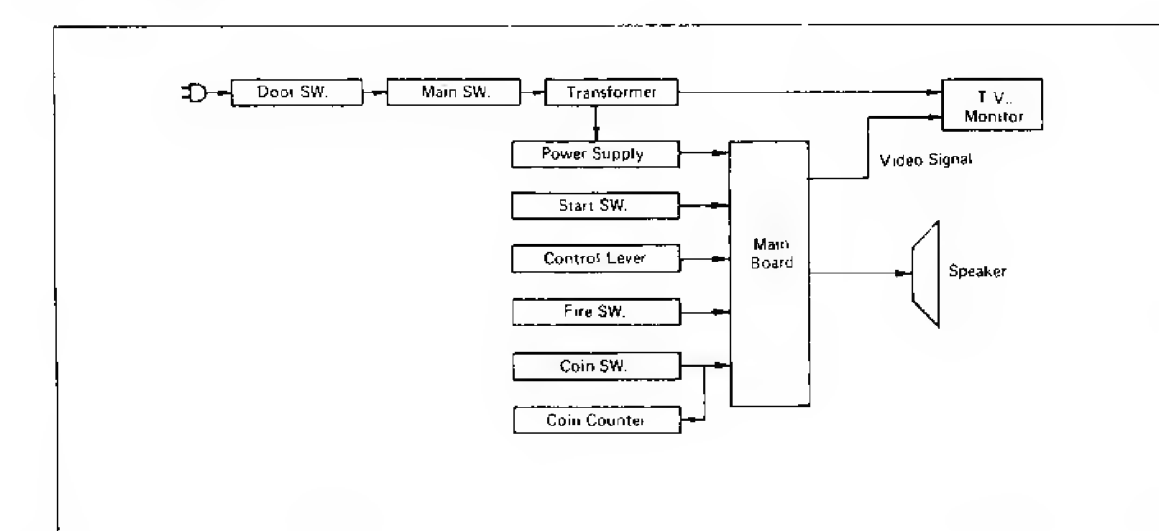 Door SW.
Main SW.
Transformer
T.V.
Monitor
Power Supply
Video Signal
Start SW.
Main
Board
Control Lever
Speaker
Fire SW.
Coin SW.
Coin Counter